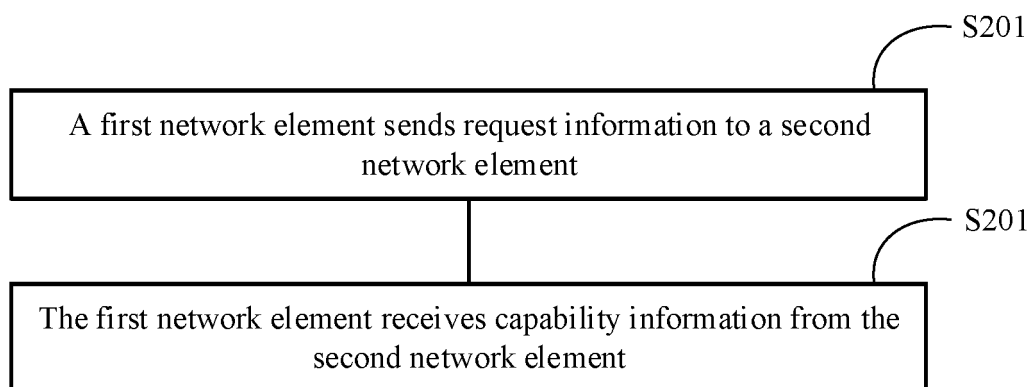 S201
A first network element sends request information to a second
network element
S201
The first network element receives capability information from the
second network element